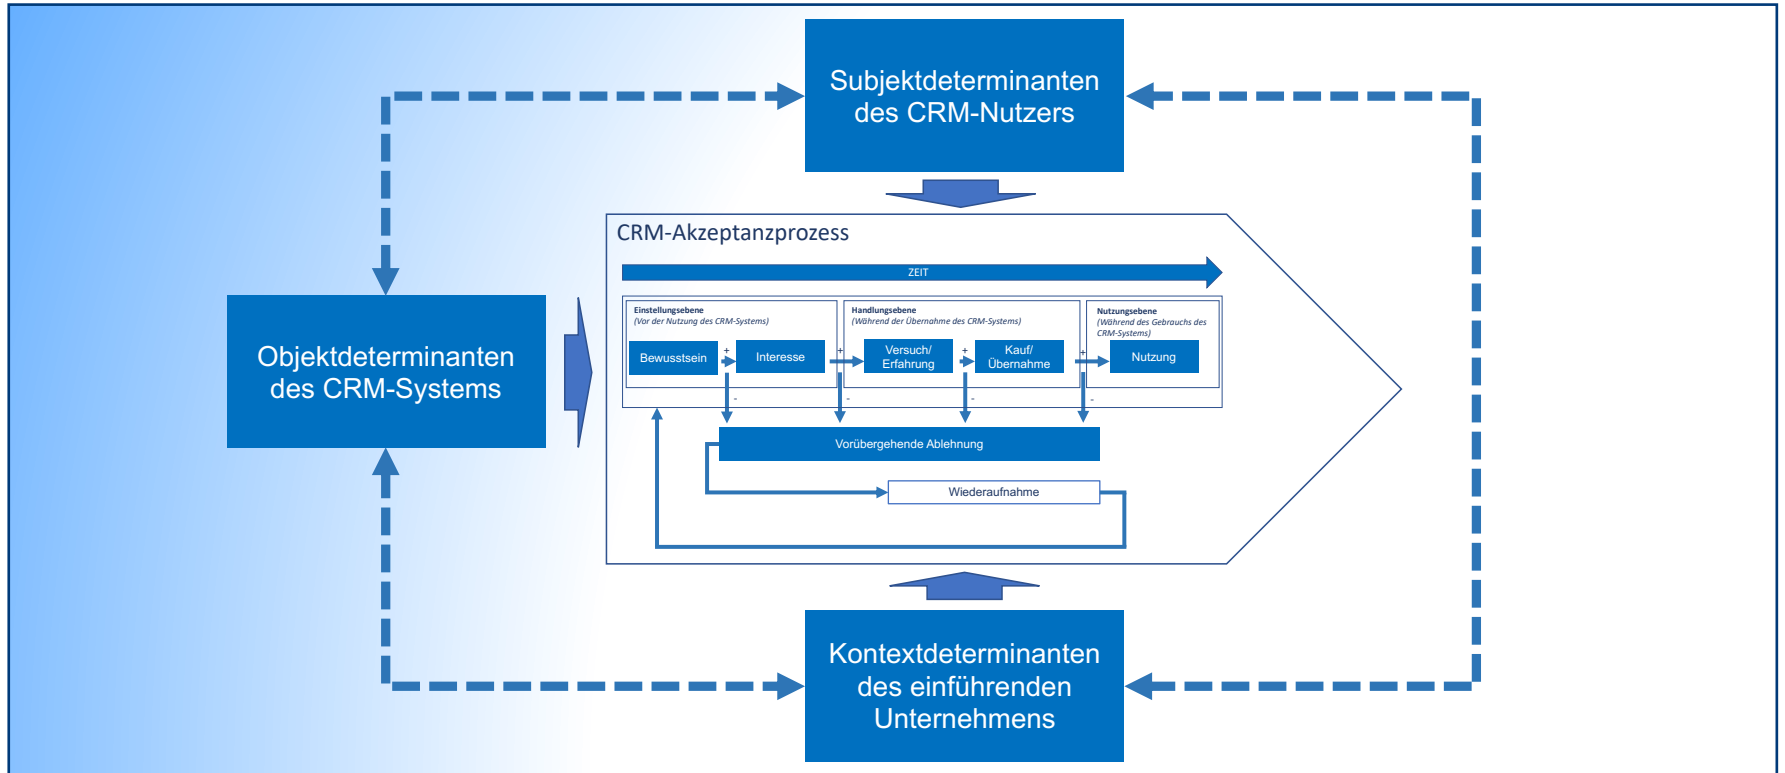 Subjektdeterminanten
des CRM-Nutzers
CRM-Akzeptanzprozess
ZEIT
Objektdeterminanten
des CRM-Systems
Einstellungsebene
(Vor der Nutzung des CRM-Systems)
Handlungsebene
(Während der Übernahme des CRM-Systems)
Nutzungsebene
(Während des Gebrauchs des
CRM-Systems)
Bewusstsein
+
Interesse
+
Versuch/
Erfahrung
+
Kauf/
Übernahme
+
Nutzung
-
-
-
-
Vorübergehende Ablehnung
Wiederaufnahme
Kontextdeterminanten
des einführenden
Unternehmens